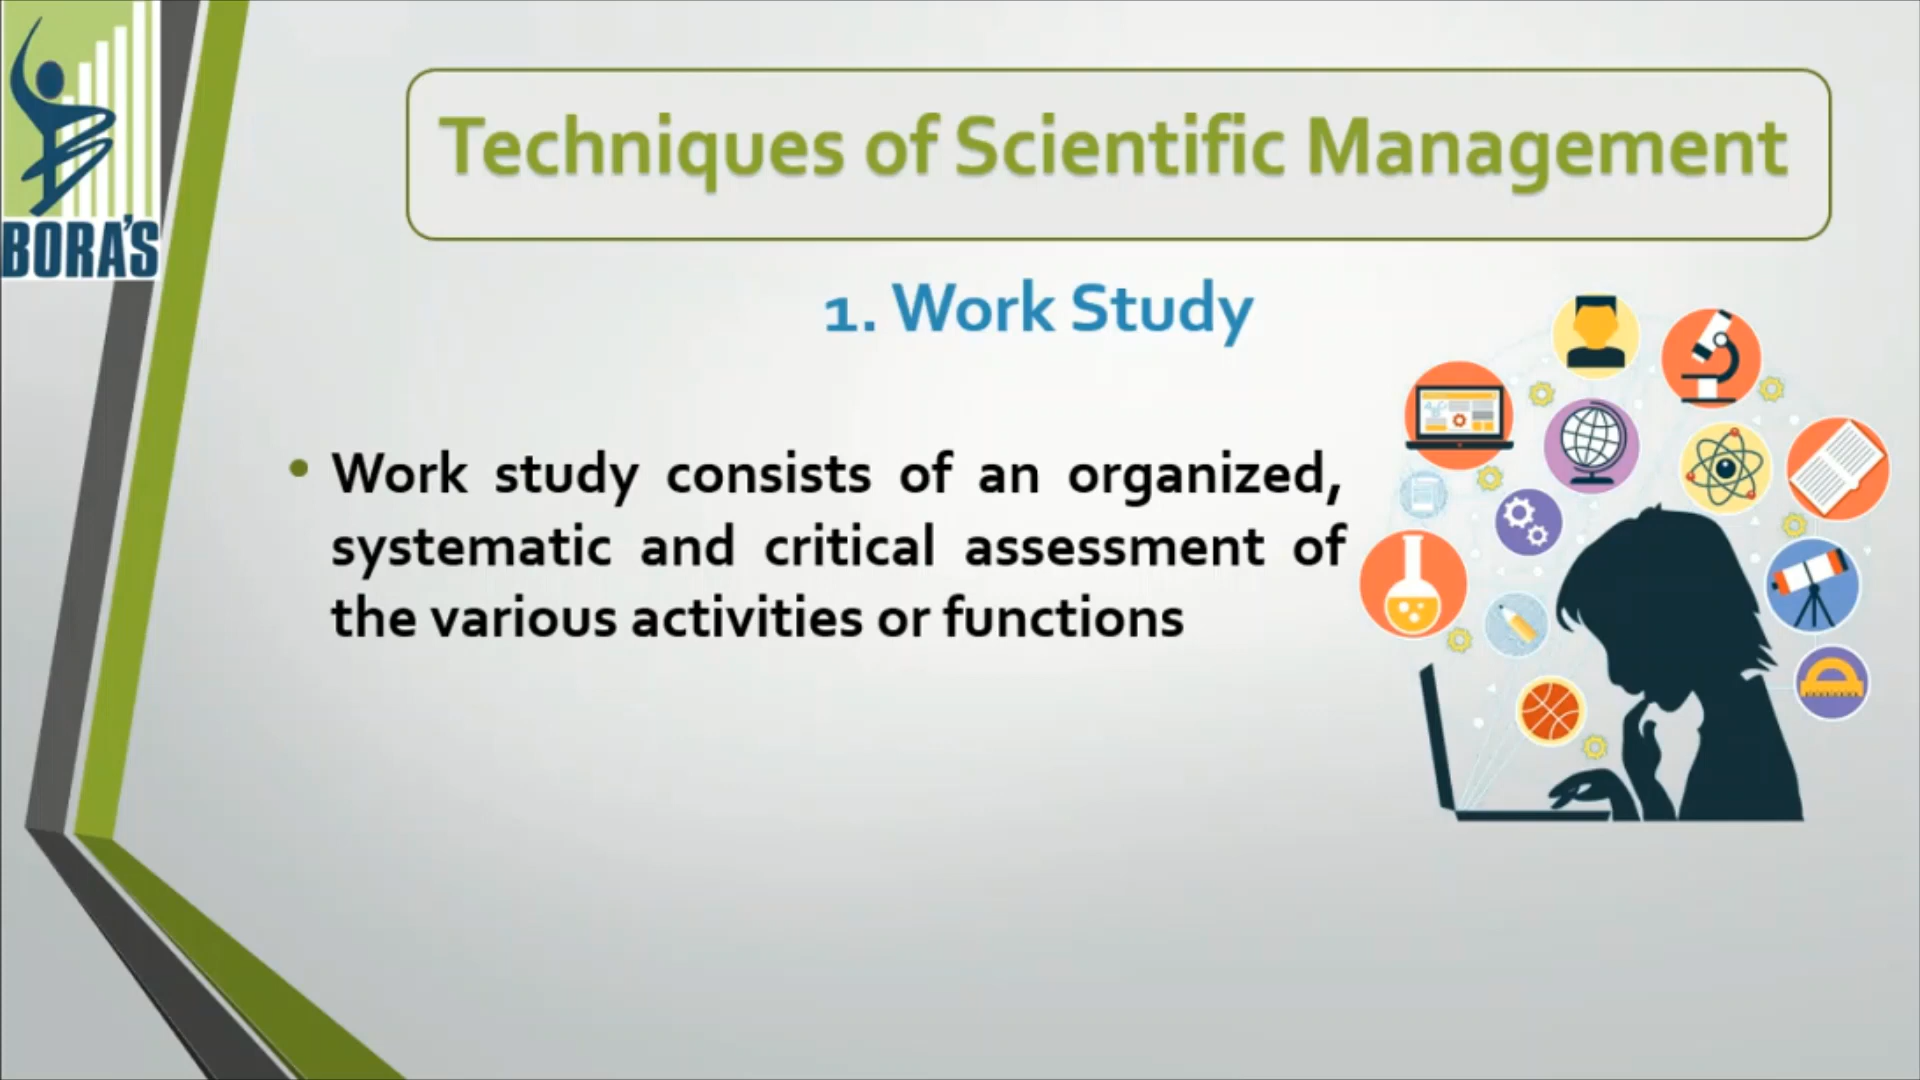 BORA'S
Techniques of Scientific Management
1. Work Study
• Work study consists of an organized,
systematic and critical assessment of
the various activities or functions